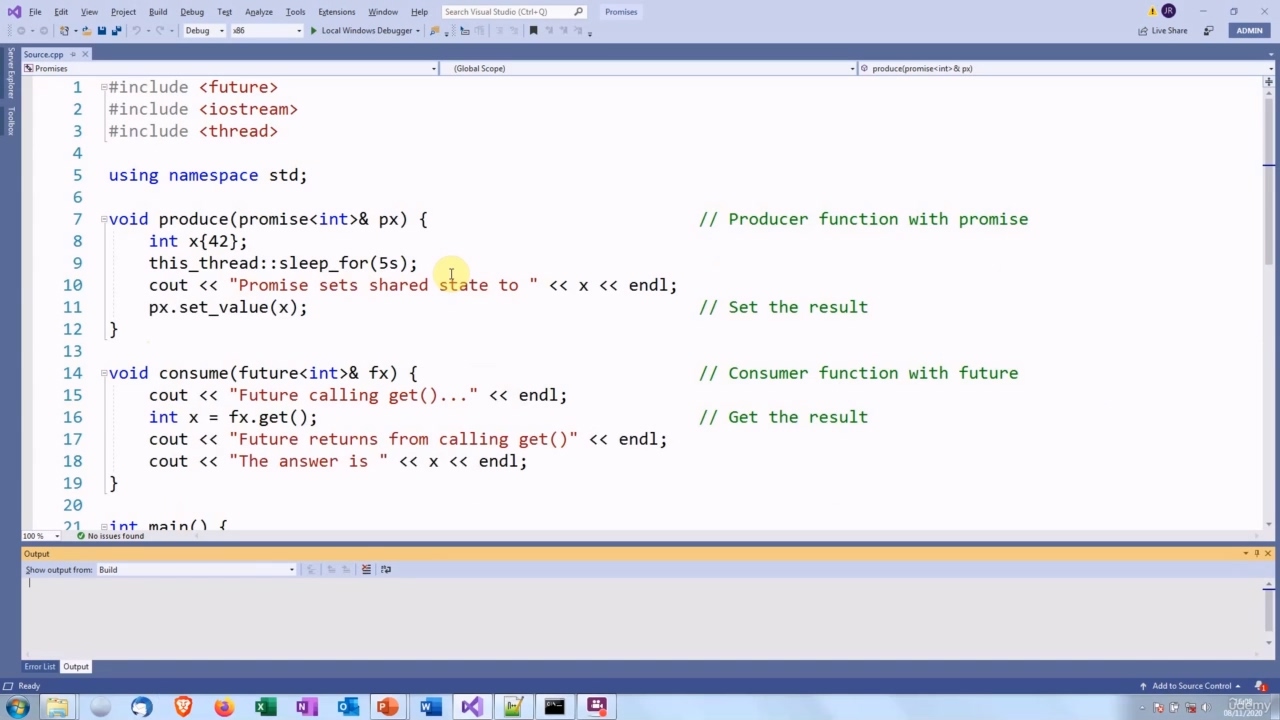 File Edit View Project Build Debug Test Analyze Tools Extensions Window Help Search Visual Studio (Ctrl+Q) Promises JR
Debug x86 Local Windows Debugger Live Share ADMIN
Server Explorer
Toolbox
Source.cpp
Promises (Global Scope) produce(promise<int>& px)
1 #include <future>
2 #include <iostream>
3 #include <thread>
4
5 using namespace std;
6
7 void produce(promise<int>& px) { // Producer function with promise
8 int x{42};
9 this_thread::sleep_for(5s);
10 cout << "Promise sets shared state to " << x << endl;
11 px.set_value(x); // Set the result
12 }
13
14 void consume(future<int>& fx) { // Consumer function with future
15 cout << "Future calling get()..." << endl;
16 int x = fx.get(); // Get the result
17 cout << "Future returns from calling get()" << endl;
18 cout << "The answer is " << x << endl;
19 }
20
21 int main() {
100 % No issues found
Output
Show output from: Build
Error List Output
Ready Add to Source Control 1
udemy
08/11/2020